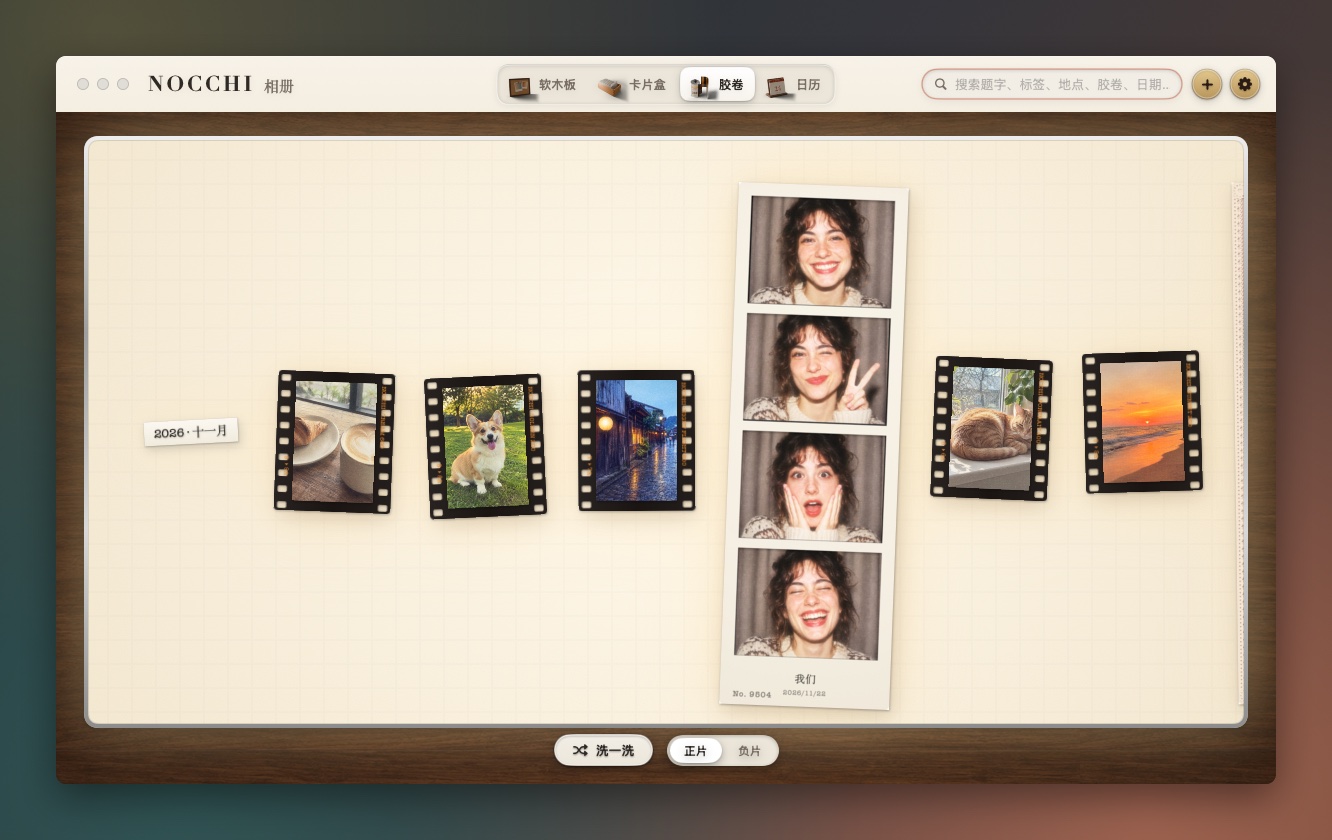 NOCCHI 相册
软木板
卡片盒
胶卷
日历
搜索题字、标签、地点、胶卷、日期..
2026·十一月
我们
No. 9804
2026/11/22
洗一洗
正片
负片